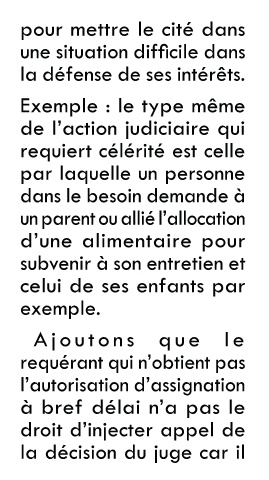 pour mettre le cité dans
une situation difficile dans
la défense de ses intérêts.
Exemple : le type même
de l'action judiciaire qui
requiert célérité est celle
par laquelle un personne
dans le besoin demande à
un parent ou allié l'allocation
d'une alimentaire pour
subvenir à son entretien et
celui de ses enfants par
exemple.
Ajoutons que le
requérant qui n'obtient pas
l'autorisation d'assignation
à bref délai n'a pas le
droit d'injecter appel de
la décision du juge car il